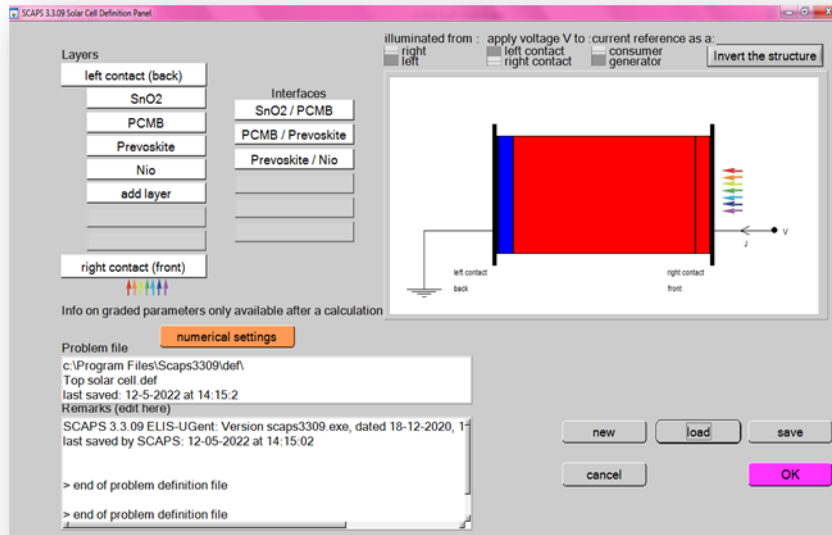 SCAPS 3.3.09 Solar Cell Definition Panel
Layers
left contact (back)
SnO2
PCMB
Prevoskite
Nio
add layer
right contact (front)
Interfaces
SnO2 / PCMB
PCMB / Prevoskite
Prevoskite / Nio
illuminated from :
right
left
apply voltage V to :
left contact
right contact
current reference as a:
consumer
generator
Invert the structure
V
J
left contact
back
right contact
front
Info on graded parameters only available after a calculation
numerical settings
Problem file
c:\Program Files\Scaps3309\def\
Top solar cell.def
last saved: 12-5-2022 at 14:15:2
Remarks (edit here)
SCAPS 3.3.09 ELIS-UGent: Version scaps3309.exe, dated 18-12-2020, 1
last saved by SCAPS: 12-05-2022 at 14:15:02
> end of problem definition file
> end of problem definition file
new
load
save
cancel
OK